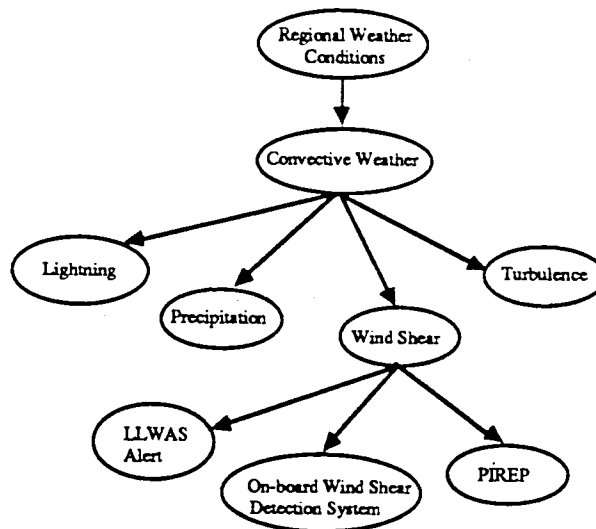 Regional Weather
Conditions
Convective Weather
Lightning
Turbulence
Precipitation
Wind Shear
LLWAS
Alert
PIREP
On-board Wind Shear
Detection System